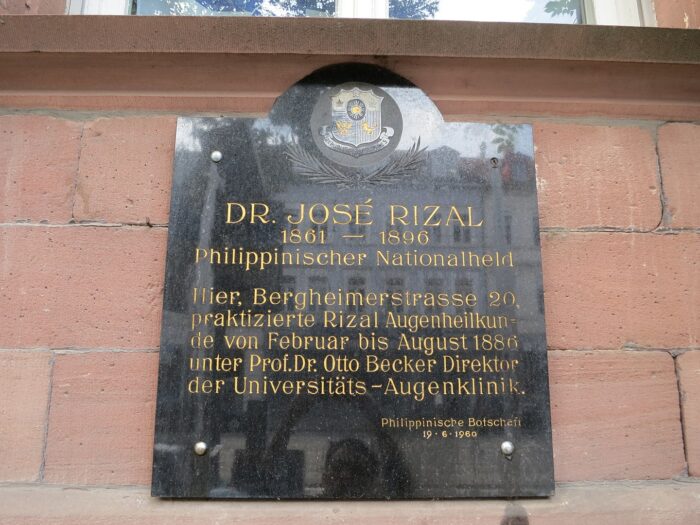 DR. JOSÉ RIZAL
1861 — 1896
Philippinischer Nationalheld
Hier, Bergheimerstrasse 20,
praktizierte Rizal Augenheilkun-
de von Februar bis August 1886
unter Prof. Dr. Otto Becker Direktor
der Universitäts-Augenklinik.
Philippinische Botschaft
19 · 6 · 1960